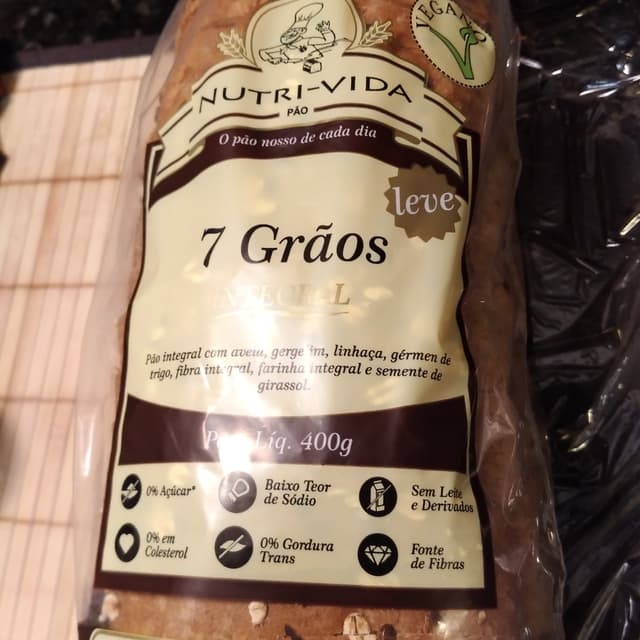 VEGANO
NUTRI-VIDA
PÃO
O pão nosso de cada dia
leve
7 Grãos
INTEGRAL
Pão integral com aveia, gergelim, linhaça, gérmen de
trigo, fibra integral, farinha integral e semente de
girassol.
Peso Líq. 400g
0% Açúcar*
Baixo Teor
de Sódio
Sem Leite
e Derivados
0% em
Colesterol
0% Gordura
Trans
Fonte
de Fibras